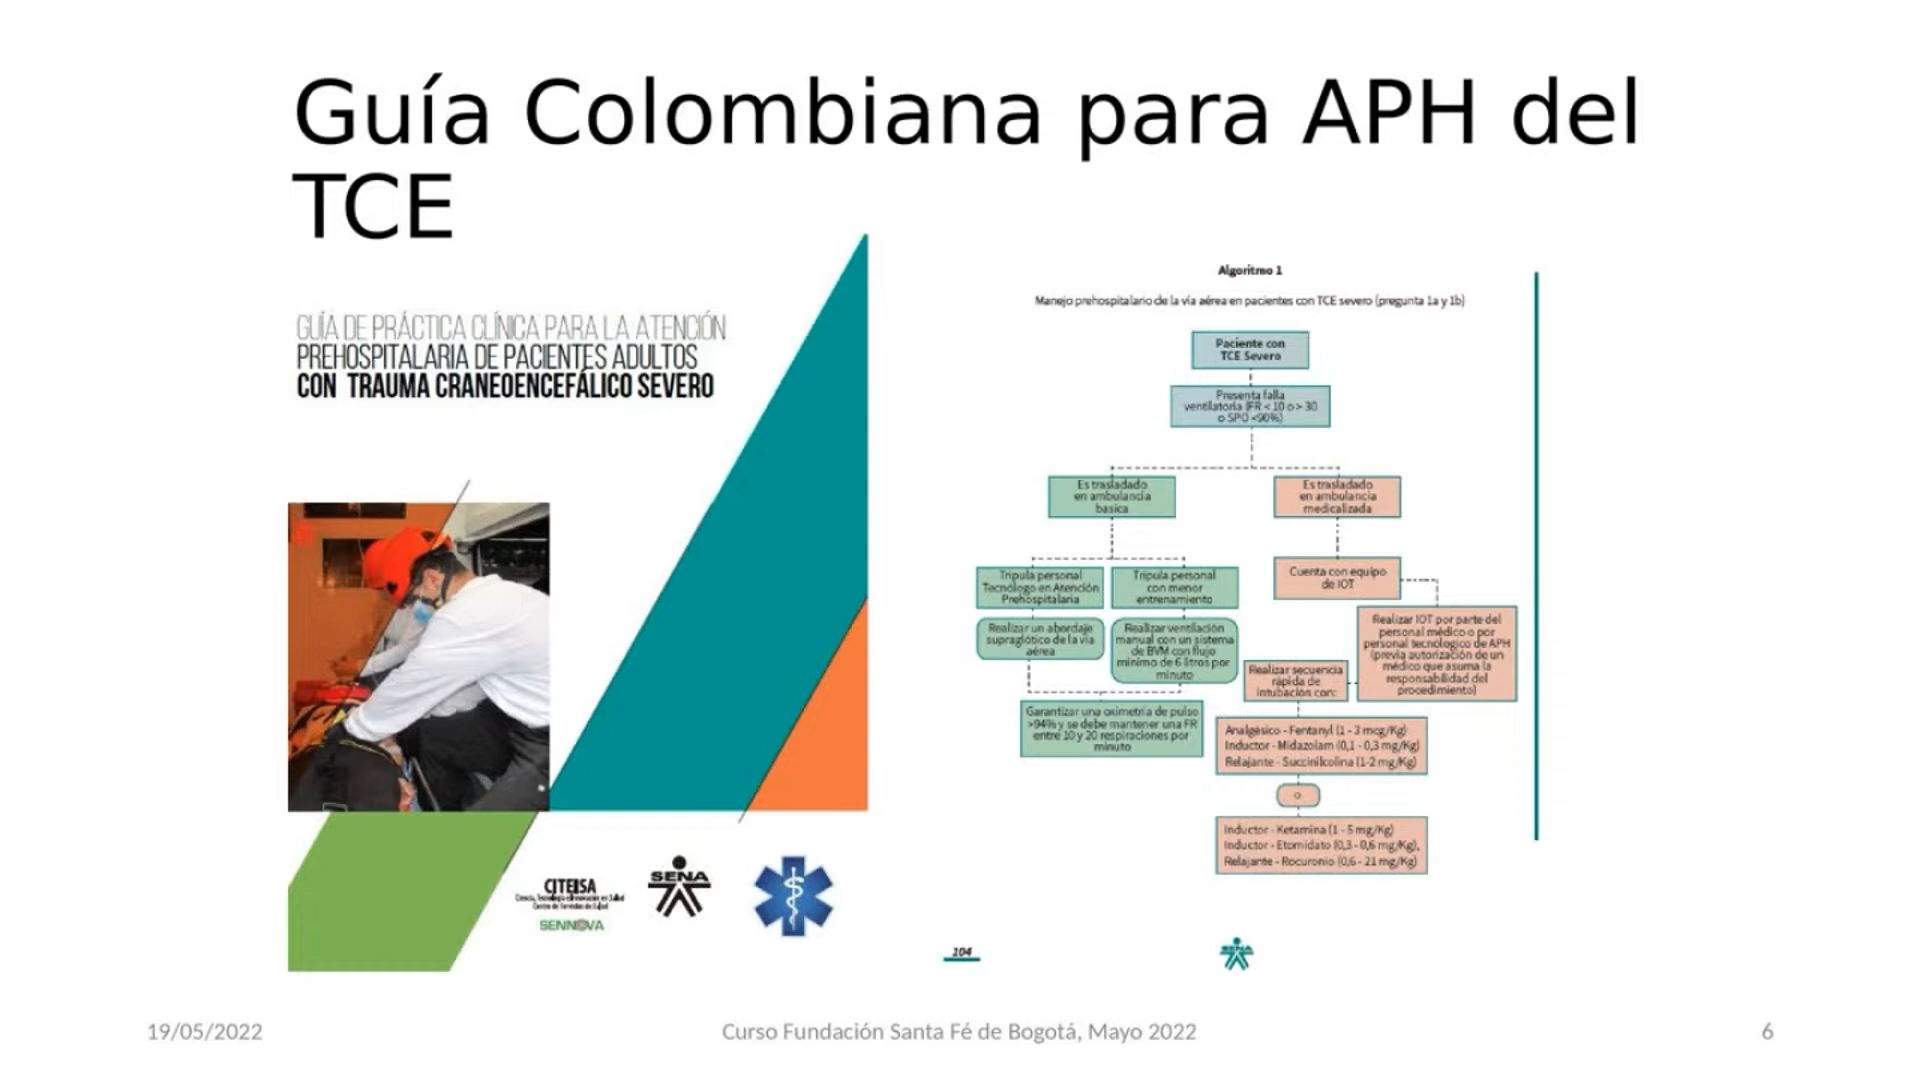 Guía Colombiana para APH del
TCE
GUÍA DE PRÁCTICA CLÍNICA PARA LA ATENCIÓN
PREHOSPITALARIA DE PACIENTES ADULTOS
CON TRAUMA CRANEOENCEFÁLICO SEVERO
CITEISA
Centro de Servicios de Salud
SENNOVA
SENA
Algoritmo 1
Manejo prehospitalario de la vía aérea en pacientes con TCE severo (pregunta 1a y 1b)
Paciente con
TCE Severo
Presenta falla
ventilatoria (FR < 10 o > 30
o SPO <90%)
Es trasladado
en ambulancia
basica
Es trasladado
en ambulancia
medicalizada
Tripula personal
Tecnólogo en Atención
Prehospitalaria
Tripula personal
con menor
entrenamiento
Cuenta con equipo
de IOT
Realizar un abordaje
supraglótico de la vía
aérea
Realizar ventilación
manual con un sistema
de BVM con flujo
mínimo de 6 litros por
minuto
Realizar IOT por parte del
personal médico o por
personal tecnologico de APH
(previa autorización de un
médico que asuma la
responsabilidad del
procedimiento)
Realizar secuencia
rápida de
intubación con:
Garantizar una oximetría de pulso
>94% y se debe mantener una FR
entre 10 y 20 respiraciones por
minuto
Analgésico - Fentanyl (1 - 3 mcg/Kg)
Inductor - Midazolam (0,1 - 0,3 mg/Kg)
Relajante - Succinilcolina (1-2 mg/Kg)
o
Inductor - Ketamina (1 - 5 mg/Kg)
Inductor - Etomidato (0,3 - 0,6 mg/Kg),
Relajante - Rocuronio (0,6 - 21 mg/Kg)
104
SENA
19/05/2022
Curso Fundación Santa Fé de Bogotá, Mayo 2022
6